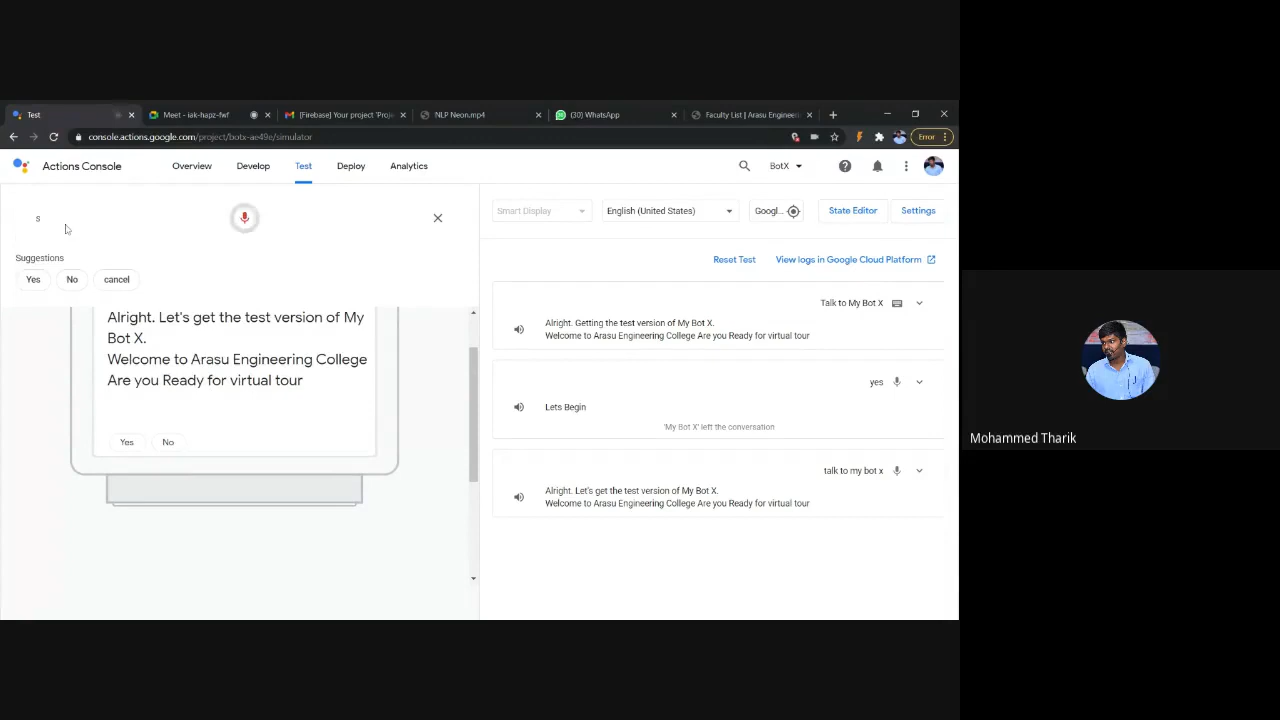 Test
Meet - iak-hapz-fwf
[Firebase] Your project 'Proje
NLP Neon.mp4
(30) WhatsApp
Faculty List | Arasu Engineeri
console.actions.google.com/project/botx-ae49e/simulator
Error
Actions Console
Overview
Develop
Test
Deploy
Analytics
BotX
s
Suggestions
Yes
No
cancel
Alright. Let's get the test version of My
Bot X.
Welcome to Arasu Engineering College
Are you Ready for virtual tour
Yes
No
Smart Display
English (United States)
Googl...
State Editor
Settings
Reset Test
View logs in Google Cloud Platform
Talk to My Bot X
Alright. Getting the test version of My Bot X.
Welcome to Arasu Engineering College Are you Ready for virtual tour
yes
Lets Begin
'My Bot X' left the conversation
talk to my bot x
Alright. Let's get the test version of My Bot X.
Welcome to Arasu Engineering College Are you Ready for virtual tour
Mohammed Tharik